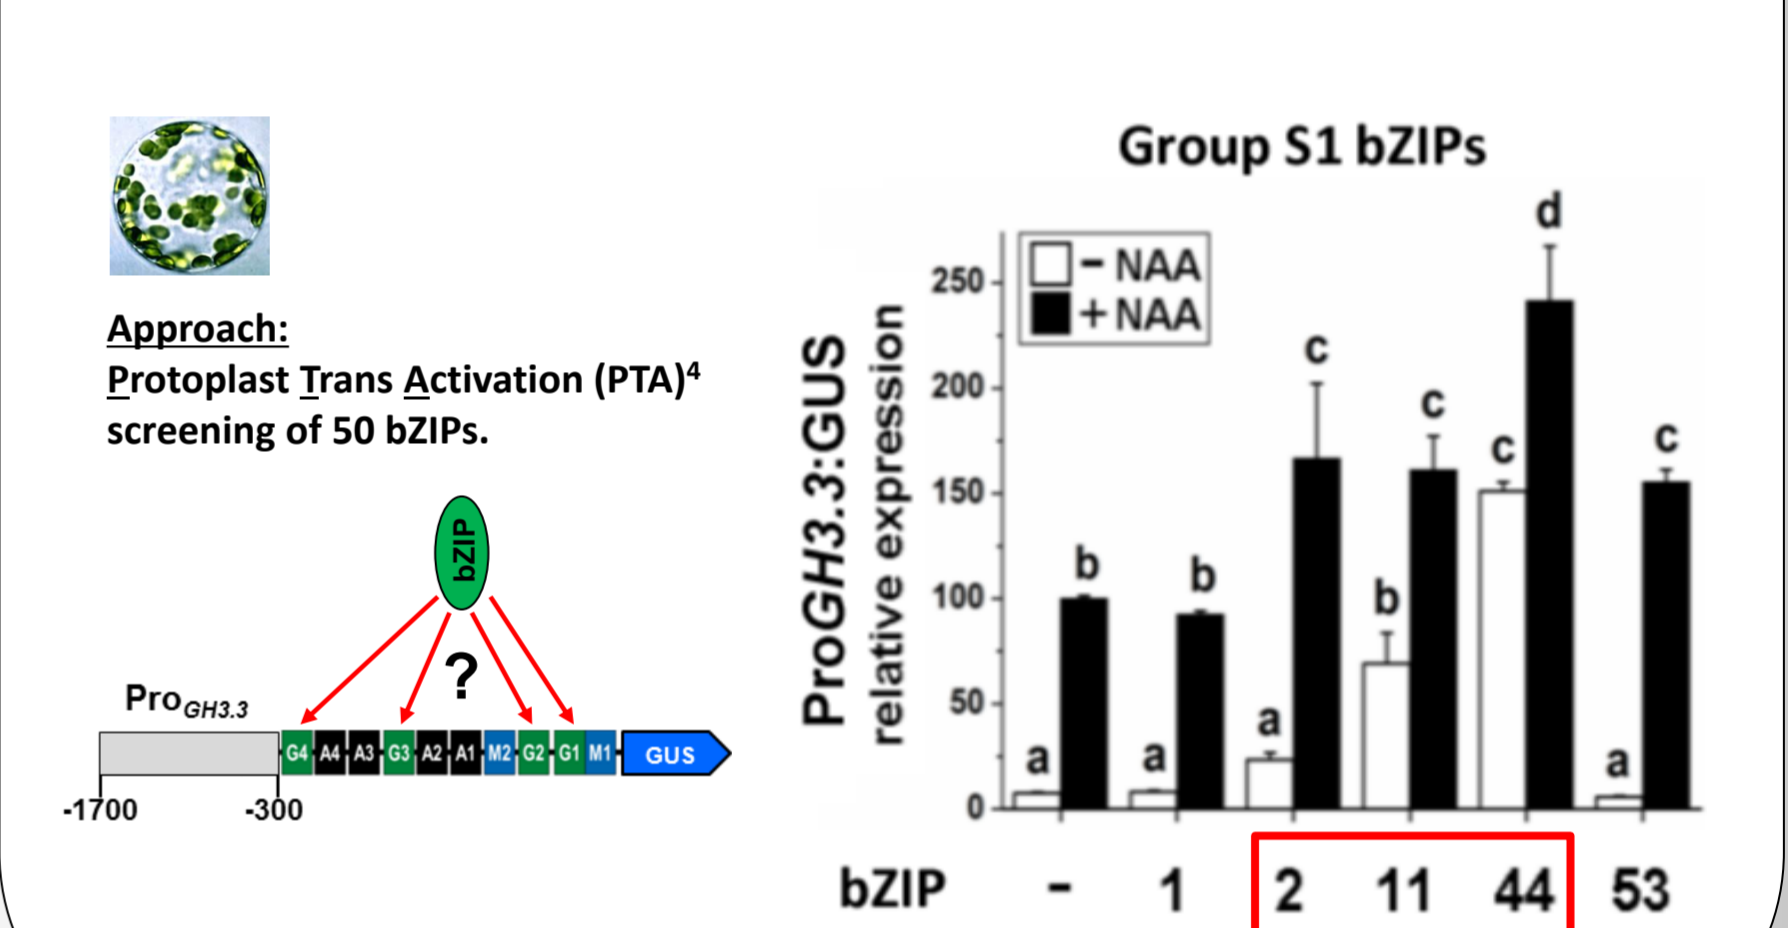 Approach:
Protoplast Trans Activation (PTA)4
screening of 50 bZIPs.
bZIP
?
ProGH3.3
G4 A4 A3 G3 A2 A1 M2 G2 G1 M1 GUS
-1700 -300
Group S1 bZIPs
- NAA
+ NAA
ProGH3.3:GUS
relative expression
250
200
150
100
50
0
a b a b a c b c c d a c
bZIP - 1 2 11 44 53